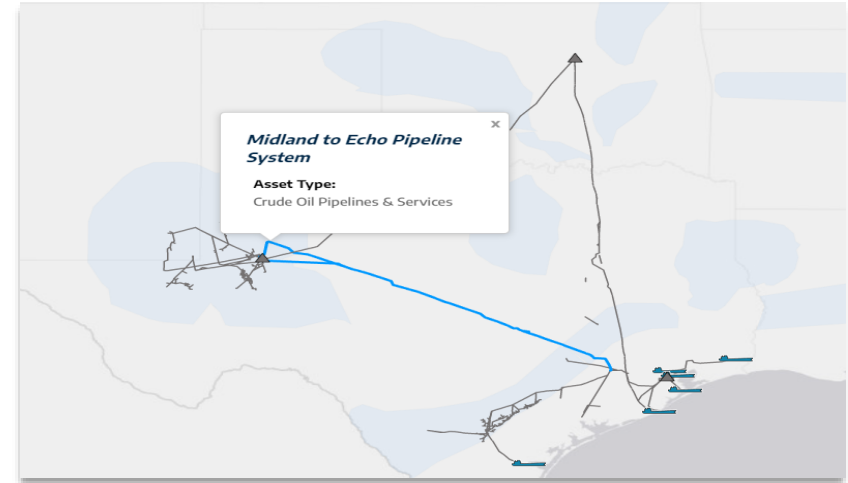 x
Midland to Echo Pipeline
System
Asset Type:
Crude Oil Pipelines & Services